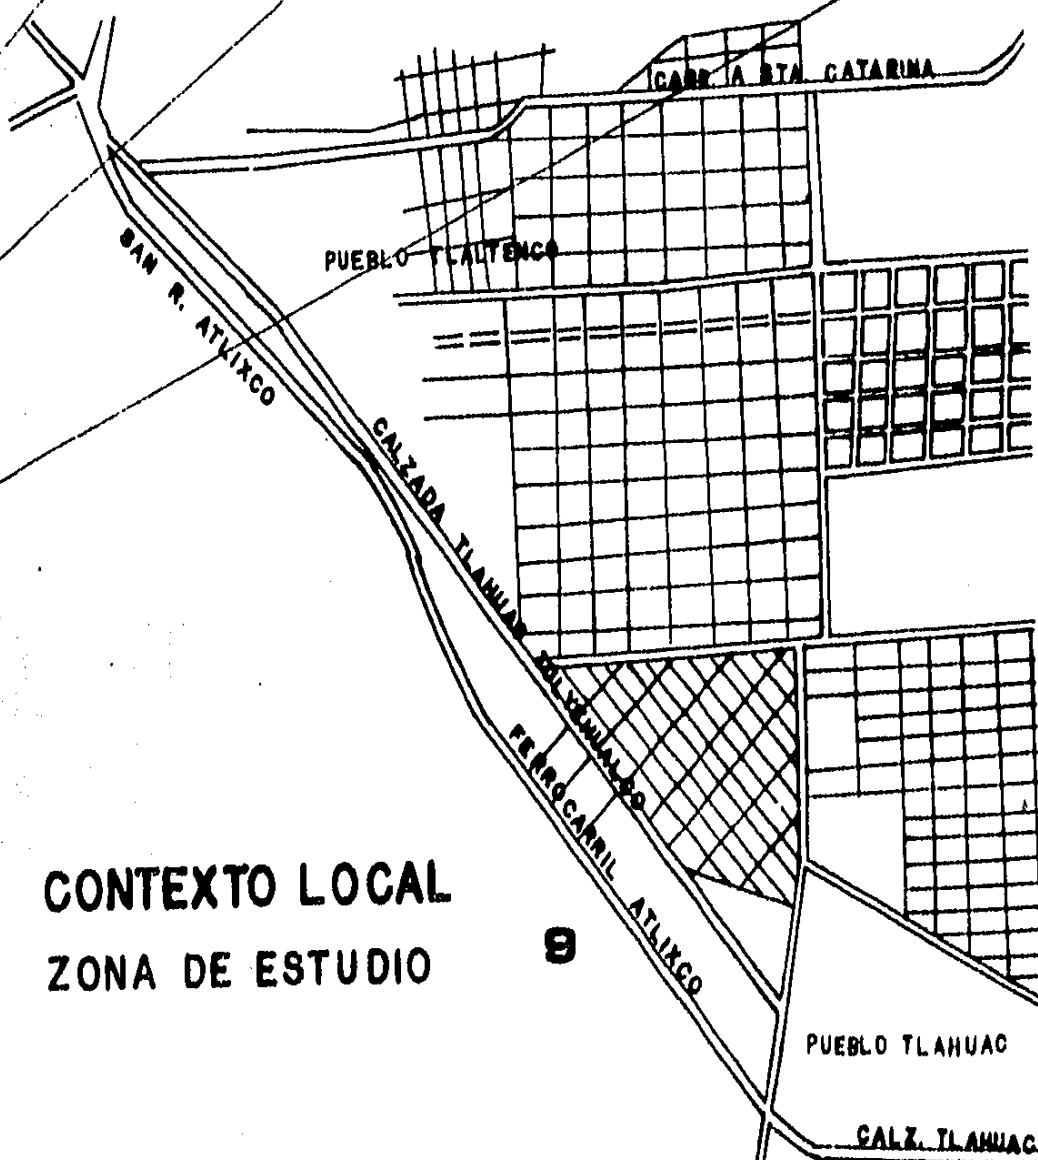 CARR. A STA. CATARINA
PUEBLO TLALTENCO
SAN R. ATLIXCO
CALZADA TLAHUAC TULYEHUALCO
FERROCARRIL ATLIXCO
CONTEXTO LOCAL
ZONA DE ESTUDIO
9
PUEBLO TLAHUAC
CALZ. TLAHUAC